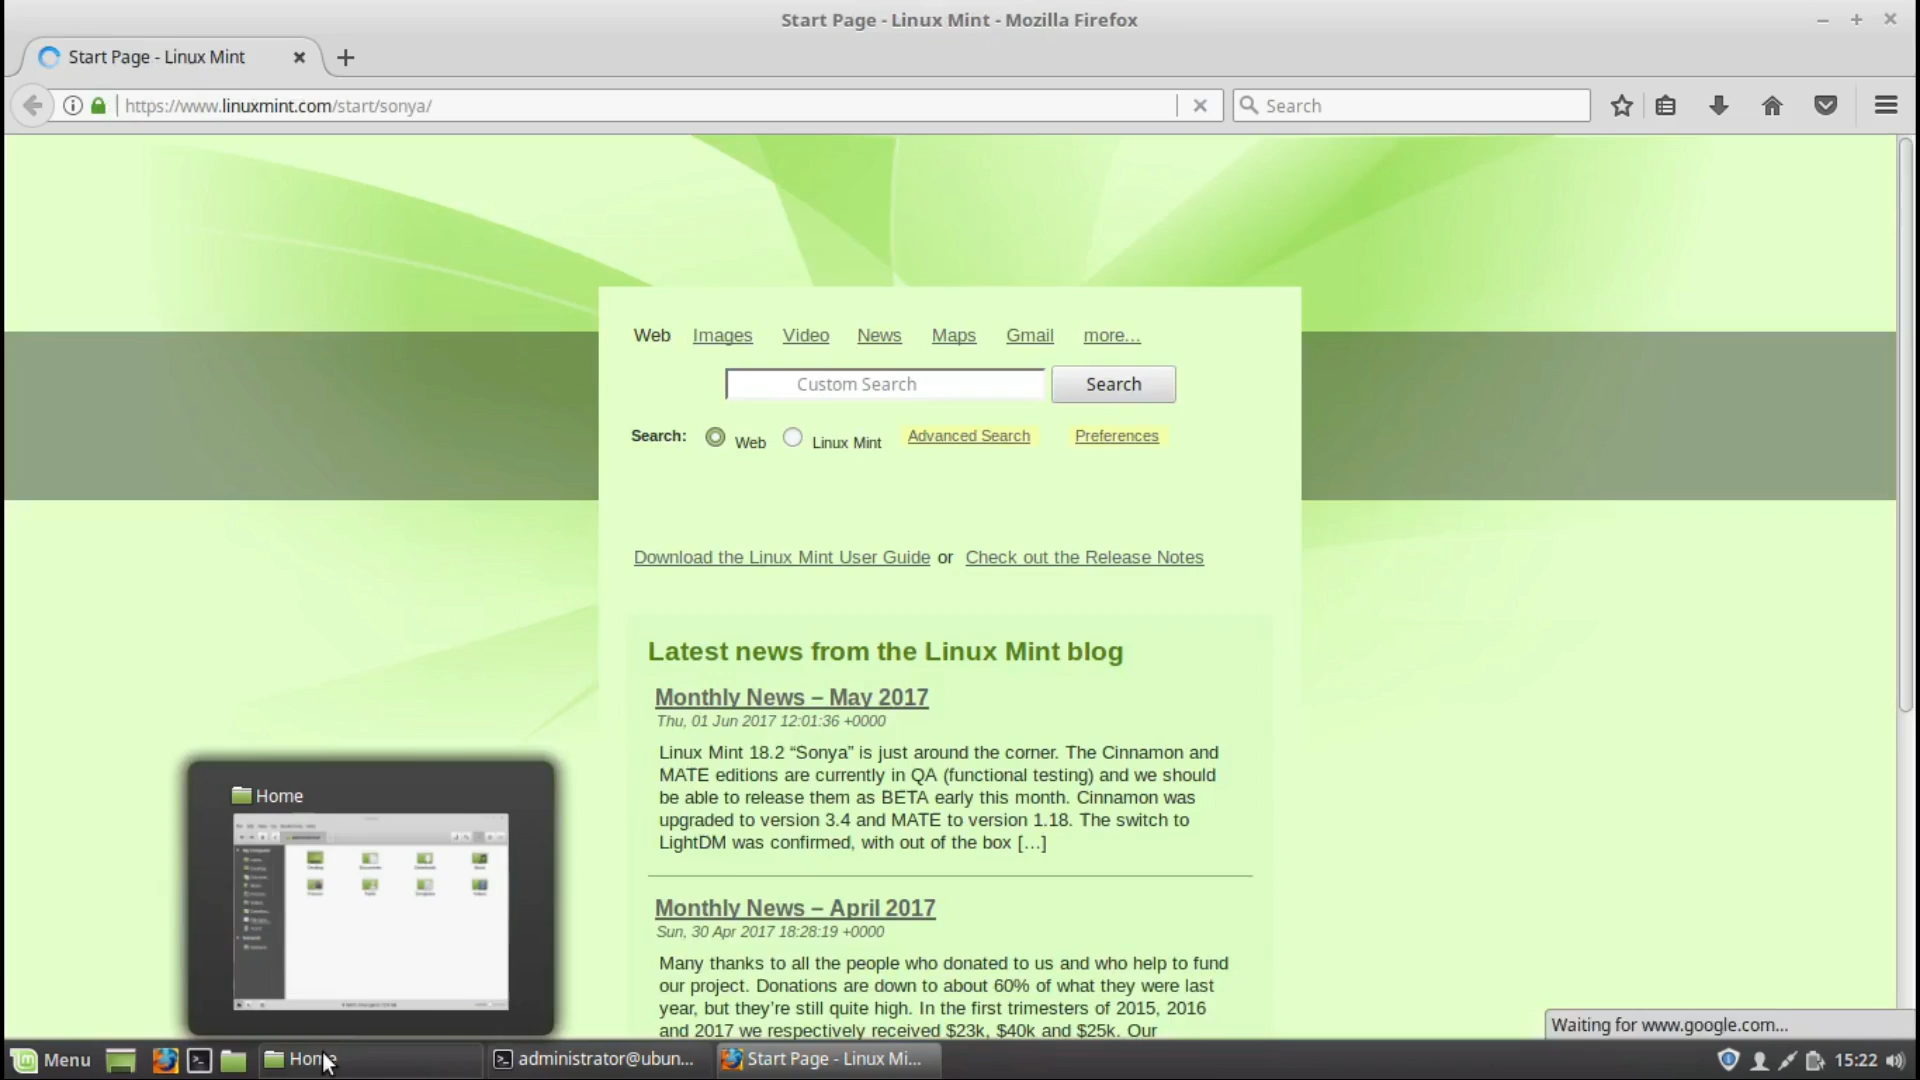 Start Page - Linux Mint - Mozilla Firefox
Start Page - Linux Mint
https://www.linuxmint.com/start/sonya/
Search
Web Images Video News Maps Gmail more...
Custom Search Search
Search: Web Linux Mint Advanced Search Preferences
Download the Linux Mint User Guide or Check out the Release Notes
Latest news from the Linux Mint blog
Monthly News – May 2017
Thu, 01 Jun 2017 12:01:36 +0000
Linux Mint 18.2 “Sonya” is just around the corner. The Cinnamon and
MATE editions are currently in QA (functional testing) and we should
be able to release them as BETA early this month. Cinnamon was
upgraded to version 3.4 and MATE to version 1.18. The switch to
LightDM was confirmed, with out of the box […]
Monthly News – April 2017
Sun, 30 Apr 2017 18:28:19 +0000
Many thanks to all the people who donated to us and who help to fund
our project. Donations are down to about 60% of what they were last
year, but they’re still quite high. In the first trimesters of 2015, 2016
and 2017 we respectively received $23k, $40k and $25k. Our
Home
Waiting for www.google.com...
Menu Home administrator@ubun... Start Page - Linux Mi... 15:22